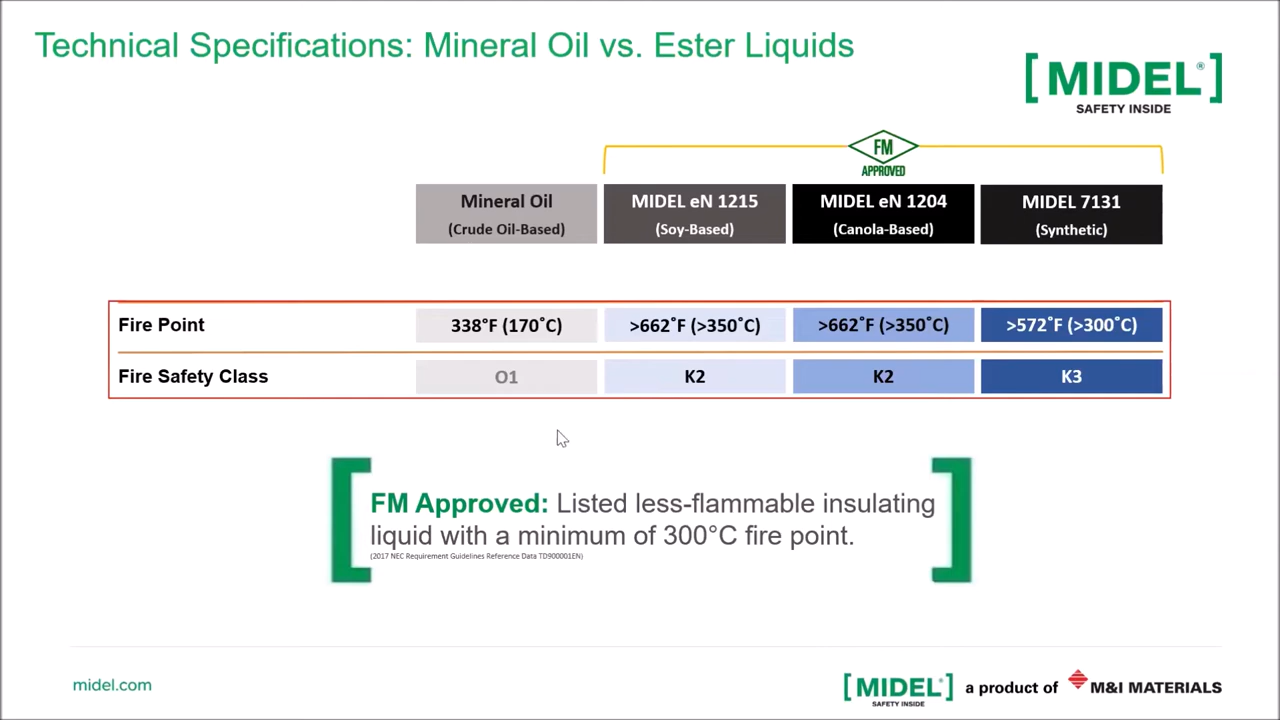 Technical Specifications: Mineral Oil vs. Ester Liquids
[MIDEL®]
SAFETY INSIDE
FM
APPROVED
Mineral Oil
(Crude Oil-Based)
MIDEL eN 1215
(Soy-Based)
MIDEL eN 1204
(Canola-Based)
MIDEL 7131
(Synthetic)
Fire Point 338°F (170˚C) >662˚F (>350˚C) >662˚F (>350˚C) >572˚F (>300˚C)
Fire Safety Class O1 K2 K2 K3
FM Approved: Listed less-flammable insulating
liquid with a minimum of 300°C fire point.
(2017 NEC Requirement Guidelines Reference Data TD900001EN)
midel.com
[MIDEL®] a product of M&I MATERIALS
SAFETY INSIDE